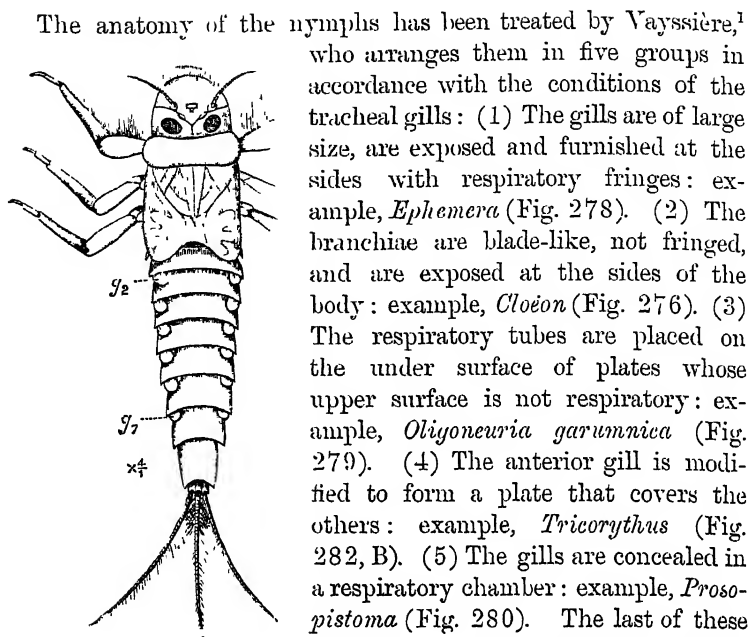 The anatomy of the nymphs has been treated by Vayssière,¹
who arranges them in five groups in
accordance with the conditions of the
tracheal gills: (1) The gills are of large
size, are exposed and furnished at the
sides with respiratory fringes: ex-
ample, Ephemera (Fig. 278). (2) The
branchiae are blade-like, not fringed,
and are exposed at the sides of the
body: example, Cloëon (Fig. 276). (3)
The respiratory tubes are placed on
the under surface of plates whose
upper surface is not respiratory: ex-
ample, Oligoneuria garumnica (Fig.
279). (4) The anterior gill is modi-
fied to form a plate that covers the
others: example, Tricorythus (Fig.
282, B). (5) The gills are concealed in
a respiratory chamber: example, Proso-
pistoma (Fig. 280). The last of these
g2
g7
×4/1